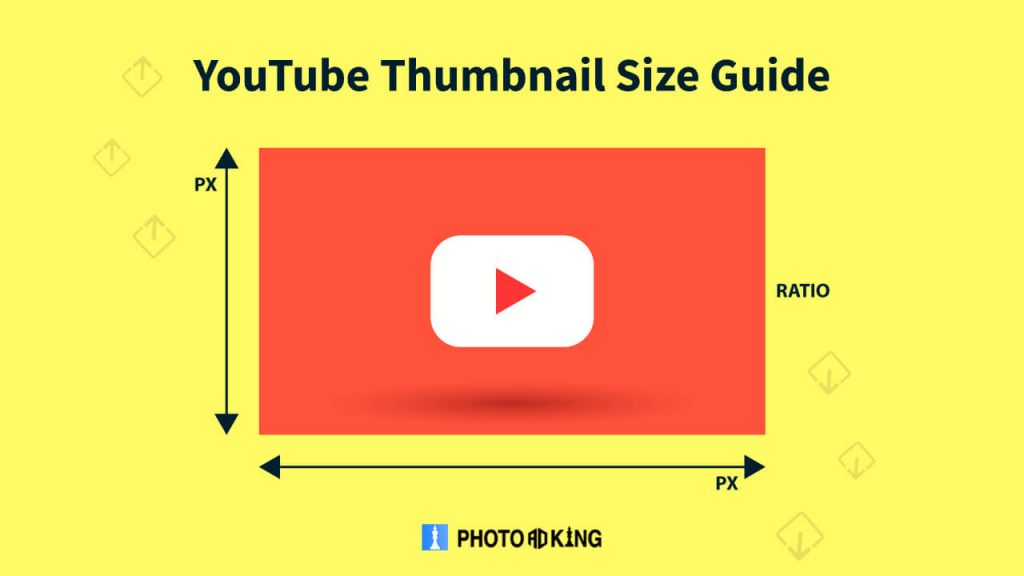 YouTube Thumbnail Size Guide
PX
RATIO
PX
PHOTO AD KING